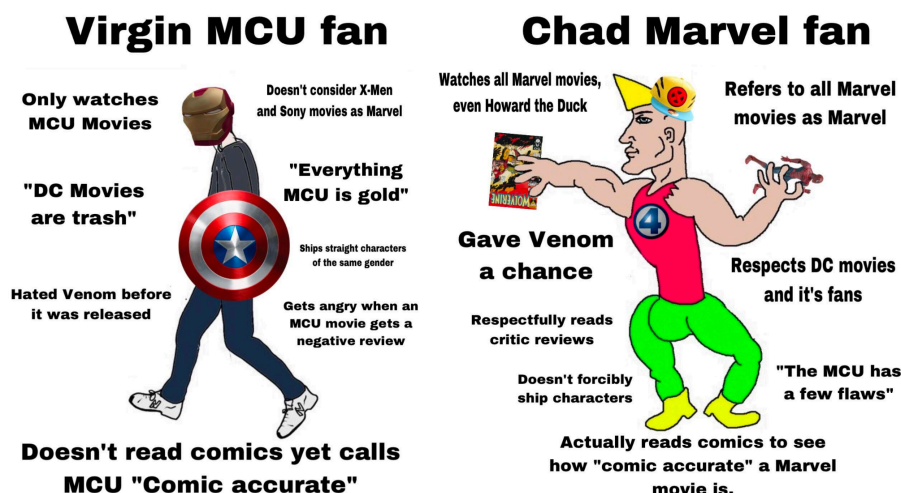 Virgin MCU fan
Only watches
MCU Movies
Doesn't consider X-Men
and Sony movies as Marvel
"DC Movies
are trash"
"Everything
MCU is gold"
Ships straight characters
of the same gender
Hated Venom before
it was released
Gets angry when an
MCU movie gets a
negative review
Doesn't read comics yet calls
MCU "Comic accurate"
Chad Marvel fan
Watches all Marvel movies,
even Howard the Duck
Refers to all Marvel
movies as Marvel
WOLVERINE
4
Gave Venom
a chance
Respects DC movies
and it's fans
Respectfully reads
critic reviews
Doesn't forcibly
ship characters
"The MCU has
a few flaws"
Actually reads comics to see
how "comic accurate" a Marvel
movie is.